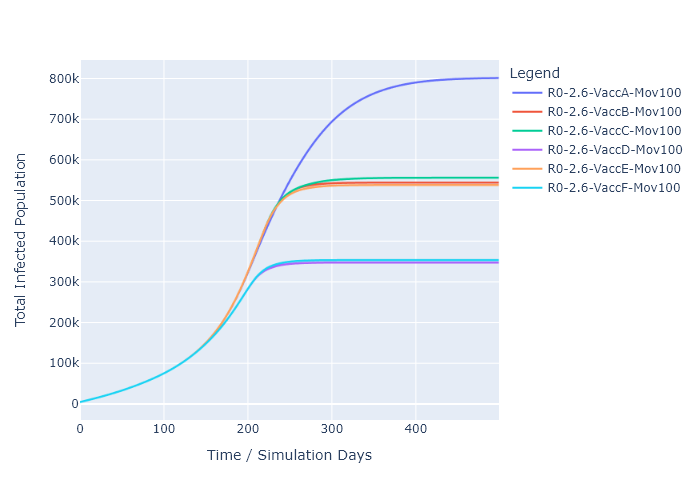 800k
700k
600k
500k
400k
300k
200k
100k
0
0
100
200
300
400
Time / Simulation Days
Total Infected Population
Legend
R0-2.6-VaccA-Mov100
R0-2.6-VaccB-Mov100
R0-2.6-VaccC-Mov100
R0-2.6-VaccD-Mov100
R0-2.6-VaccE-Mov100
R0-2.6-VaccF-Mov100